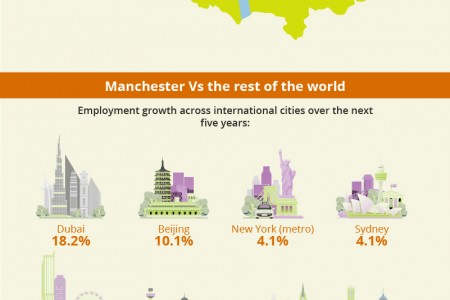 Manchester Vs the rest of the world
Employment growth across international cities over the next
five years:
Dubai
18.2%
Beijing
10.1%
New York (metro)
4.1%
Sydney
4.1%